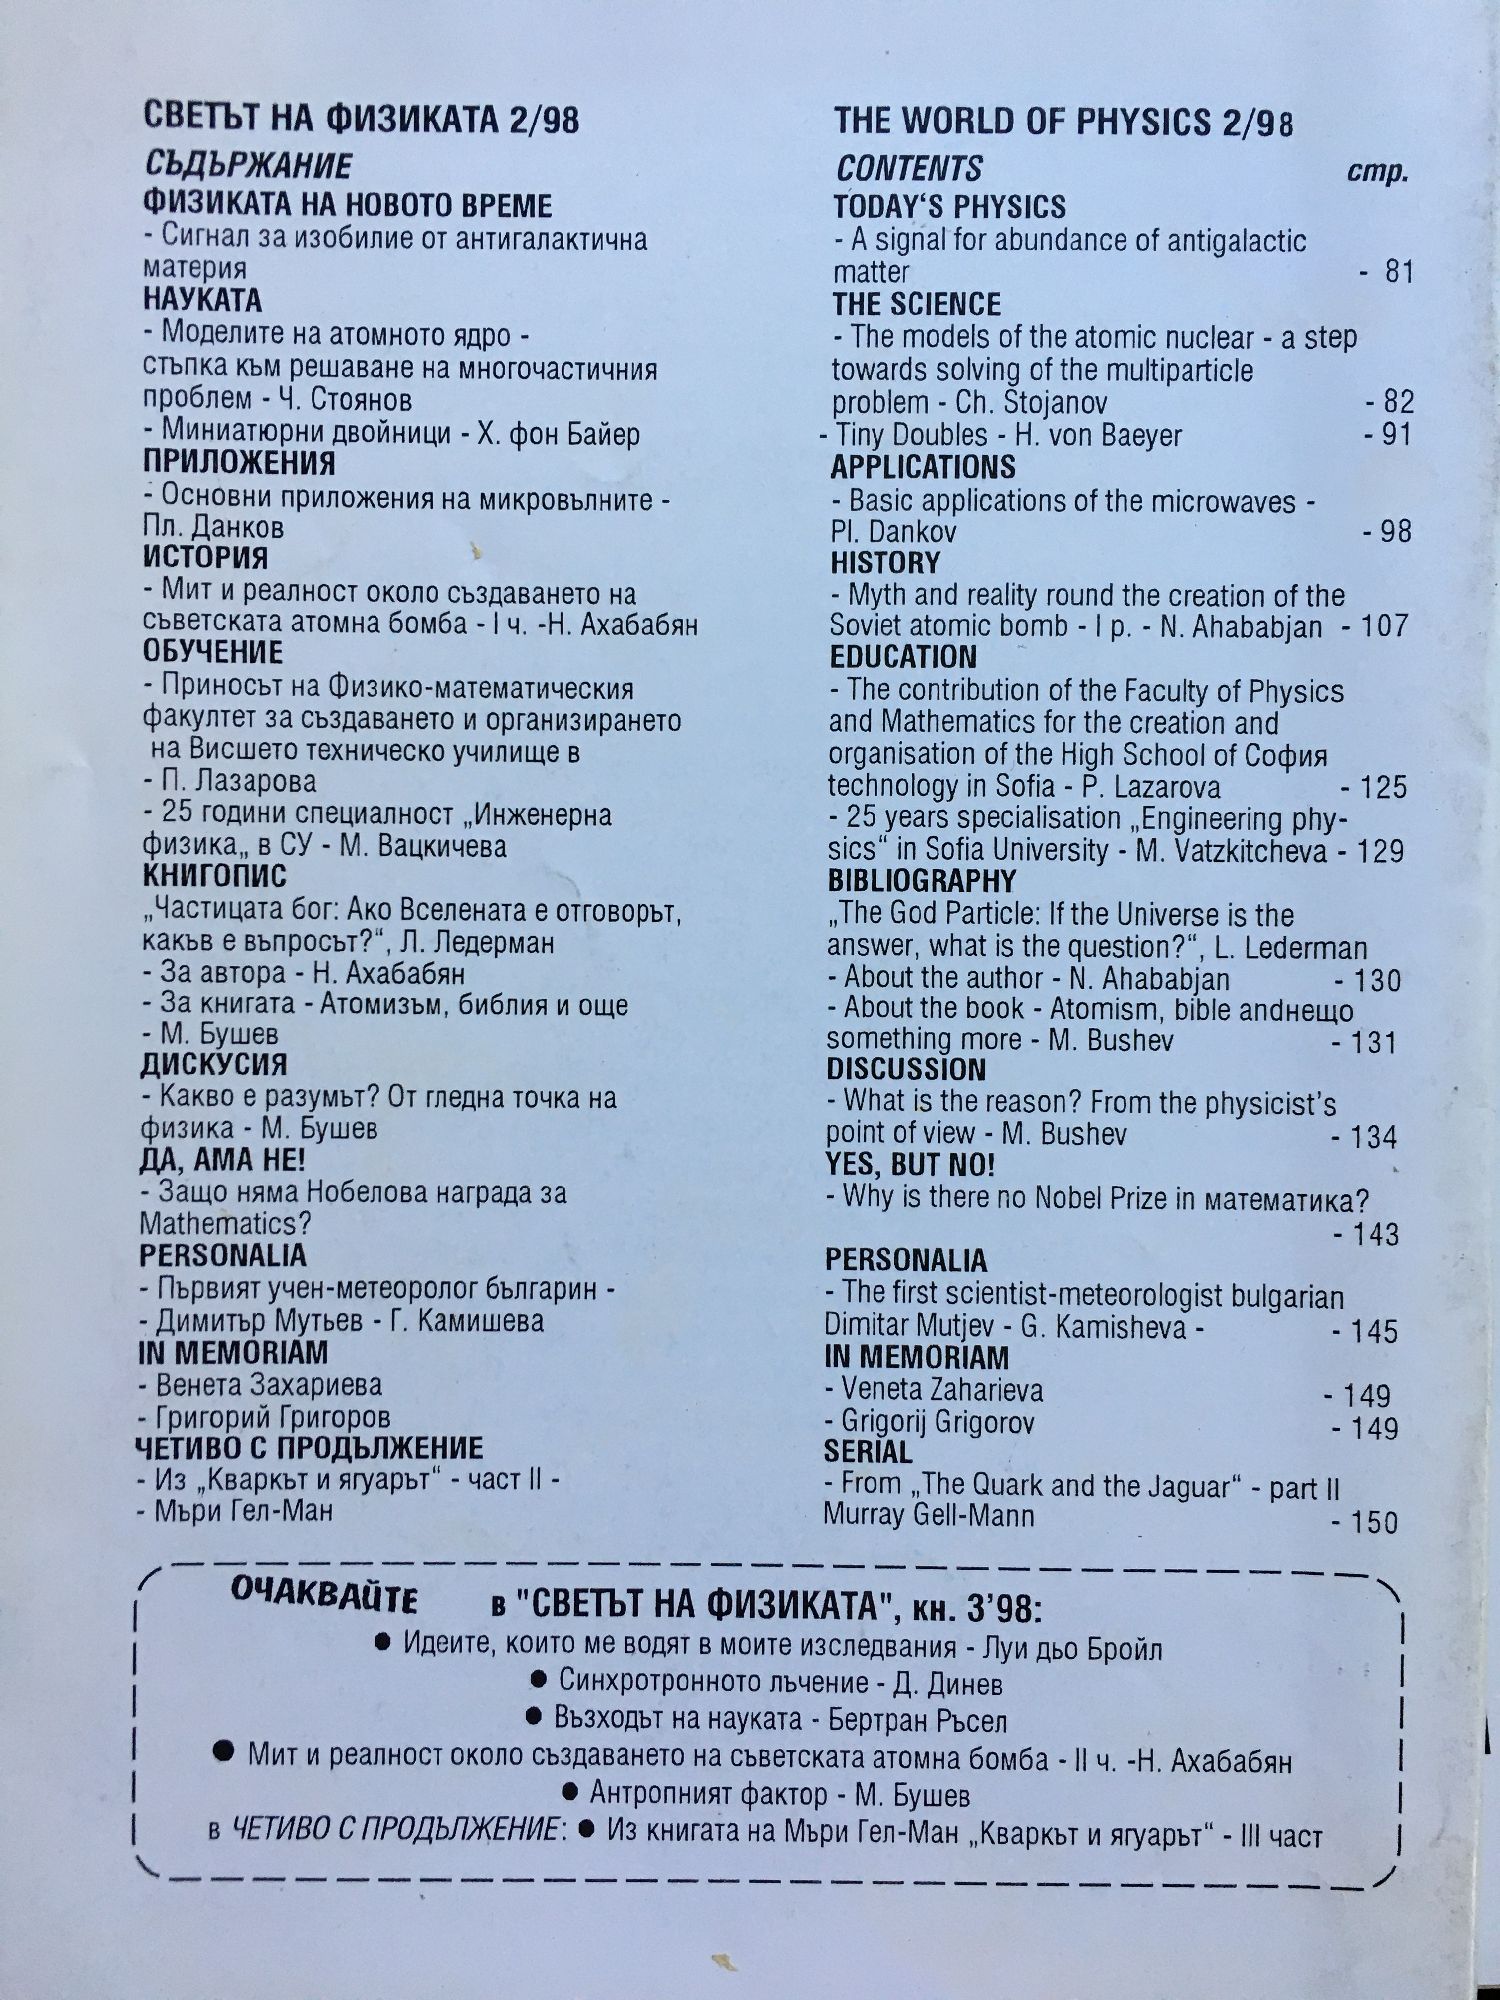 СВЕТЪТ НА ФИЗИКАТА 2/98
СЪДЪРЖАНИЕ
ФИЗИКАТА НА НОВОТО ВРЕМЕ
- Сигнал за изобилие от антигалактична
материя
НАУКАТА
- Моделите на атомното ядро -
стъпка към решаване на многочастичния
проблем - Ч. Стоянов
- Миниатюрни двойници - Х. фон Байер
ПРИЛОЖЕНИЯ
- Основни приложения на микровълните -
Пл. Данков
ИСТОРИЯ
- Мит и реалност около създаването на
съветската атомна бомба - I ч. -Н. Ахабабян
ОБУЧЕНИЕ
- Приносът на Физико-математическия
факултет за създаването и организирането
на Висшето техническо училище в
- П. Лазарова
- 25 години специалност „Инженерна
физика„ в СУ - М. Вацкичева
КНИГОПИС
„Частицата бог: Ако Вселената е отговорът,
какъв е въпросът?“, Л. Ледерман
- За автора - Н. Ахабабян
- За книгата - Атомизъм, библия и още
- М. Бушев
ДИСКУСИЯ
- Какво е разумът? От гледна точка на
физика - М. Бушев
ДА, АМА НЕ!
- Защо няма Нобелова награда за
Mathematics?
PERSONALIA
- Първият учен-метеоролог българин -
- Димитър Мутьев - Г. Камишева
IN MEMORIAM
- Венета Захариева
- Григорий Григоров
ЧЕТИВО С ПРОДЪЛЖЕНИЕ
- Из „Кваркът и ягуарът“ - част II -
- Мъри Гел-Ман
THE WORLD OF PHYSICS 2/98
CONTENTS стр.
TODAY‘S PHYSICS
- A signal for abundance of antigalactic
matter - 81
THE SCIENCE
- The models of the atomic nuclear - a step
towards solving of the multiparticle
problem - Ch. Stojanov - 82
- Tiny Doubles - H. von Baeyer - 91
APPLICATIONS
- Basic applications of the microwaves -
Pl. Dankov - 98
HISTORY
- Myth and reality round the creation of the
Soviet atomic bomb - I p. - N. Ahababjan - 107
EDUCATION
- The contribution of the Faculty of Physics
and Mathematics for the creation and
organisation of the High School of София
technology in Sofia - P. Lazarova - 125
- 25 years specialisation „Engineering phy-
sics“ in Sofia University - M. Vatzkitcheva - 129
BIBLIOGRAPHY
„The God Particle: If the Universe is the
answer, what is the question?“, L. Lederman
- About the author - N. Ahababjan - 130
- About the book - Atomism, bible andнещо
something more - M. Bushev - 131
DISCUSSION
- What is the reason? From the physicist’s
point of view - M. Bushev - 134
YES, BUT NO!
- Why is there no Nobel Prize in математика?
- 143
PERSONALIA
- The first scientist-meteorologist bulgarian
Dimitar Mutjev - G. Kamisheva - - 145
IN MEMORIAM
- Veneta Zaharieva - 149
- Grigorij Grigorov - 149
SERIAL
- From „The Quark and the Jaguar“ - part II
Murray Gell-Mann - 150
ОЧАКВАЙТЕ в "СВЕТЪТ НА ФИЗИКАТА", кн. 3’98:
● Идеите, които ме водят в моите изследвания - Луи дьо Бройл
● Синхротронното лъчение - Д. Динев
● Възходът на науката - Бертран Ръсел
● Мит и реалност около създаването на съветската атомна бомба - II ч. -Н. Ахабабян
● Антропният фактор - М. Бушев
в ЧЕТИВО С ПРОДЪЛЖЕНИЕ: ● Из книгата на Мъри Гел-Ман „Кваркът и ягуарът“ - III част